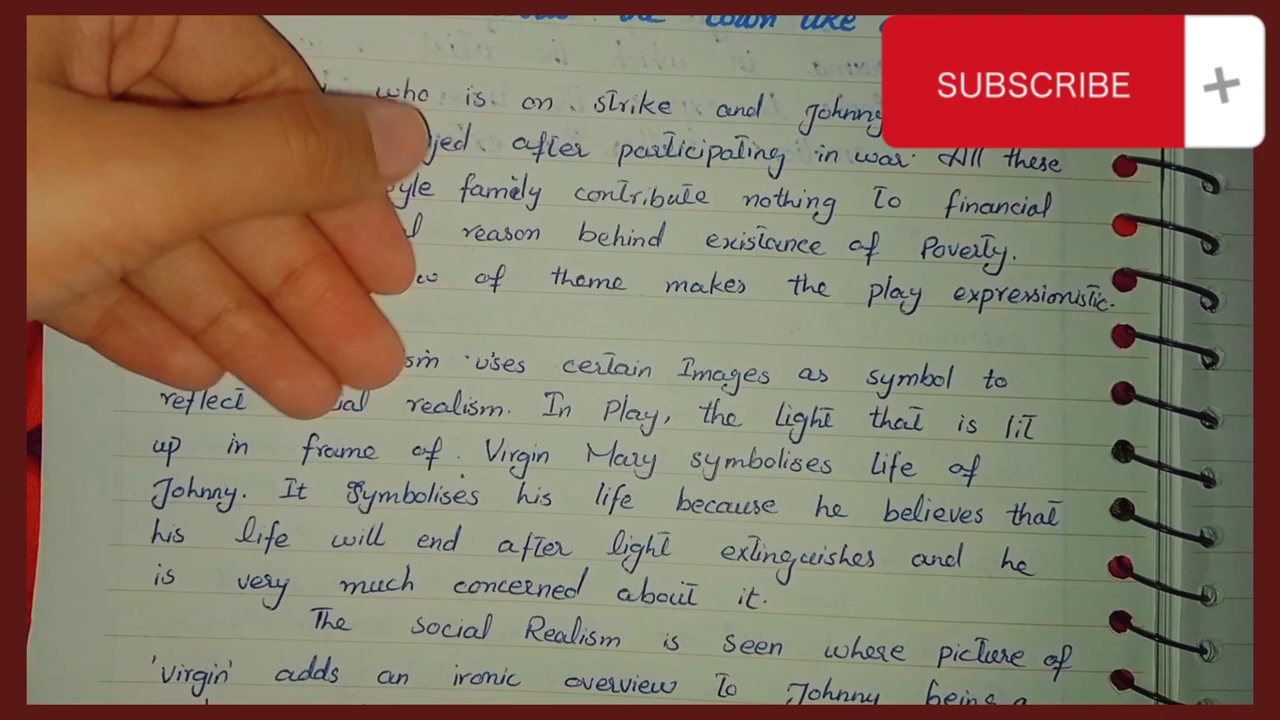 town like
SUBSCRIBE
who is on strike and Johnny
after participating in war. All these
family contribute nothing to financial
reason behind existance of Poverty.
of theme makes the play expressionistic.
uses certain Images as symbol to
reflect realism. In Play, the light that is lit
up in frame of Virgin Mary symbolises life of
Johnny. It symbolises his life because he believes that
his life will end after light extinguishes and he
is very much concerned about it.
The social Realism is seen where picture of
'virgin' adds an ironic overview to Johnny being a